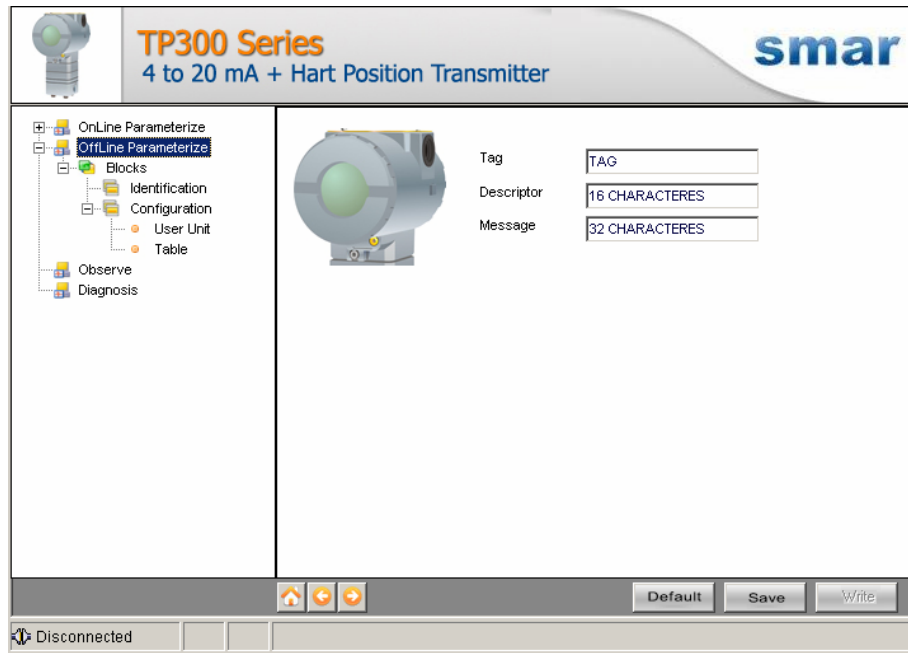 TP300 Series
4 to 20 mA + Hart Position Transmitter
smar
OnLine Parameterize
OffLine Parameterize
Blocks
Identification
Configuration
User Unit
Table
Observe
Diagnosis
Tag TAG
Descriptor 16 CHARACTERES
Message 32 CHARACTERES
Default Save Write
Disconnected